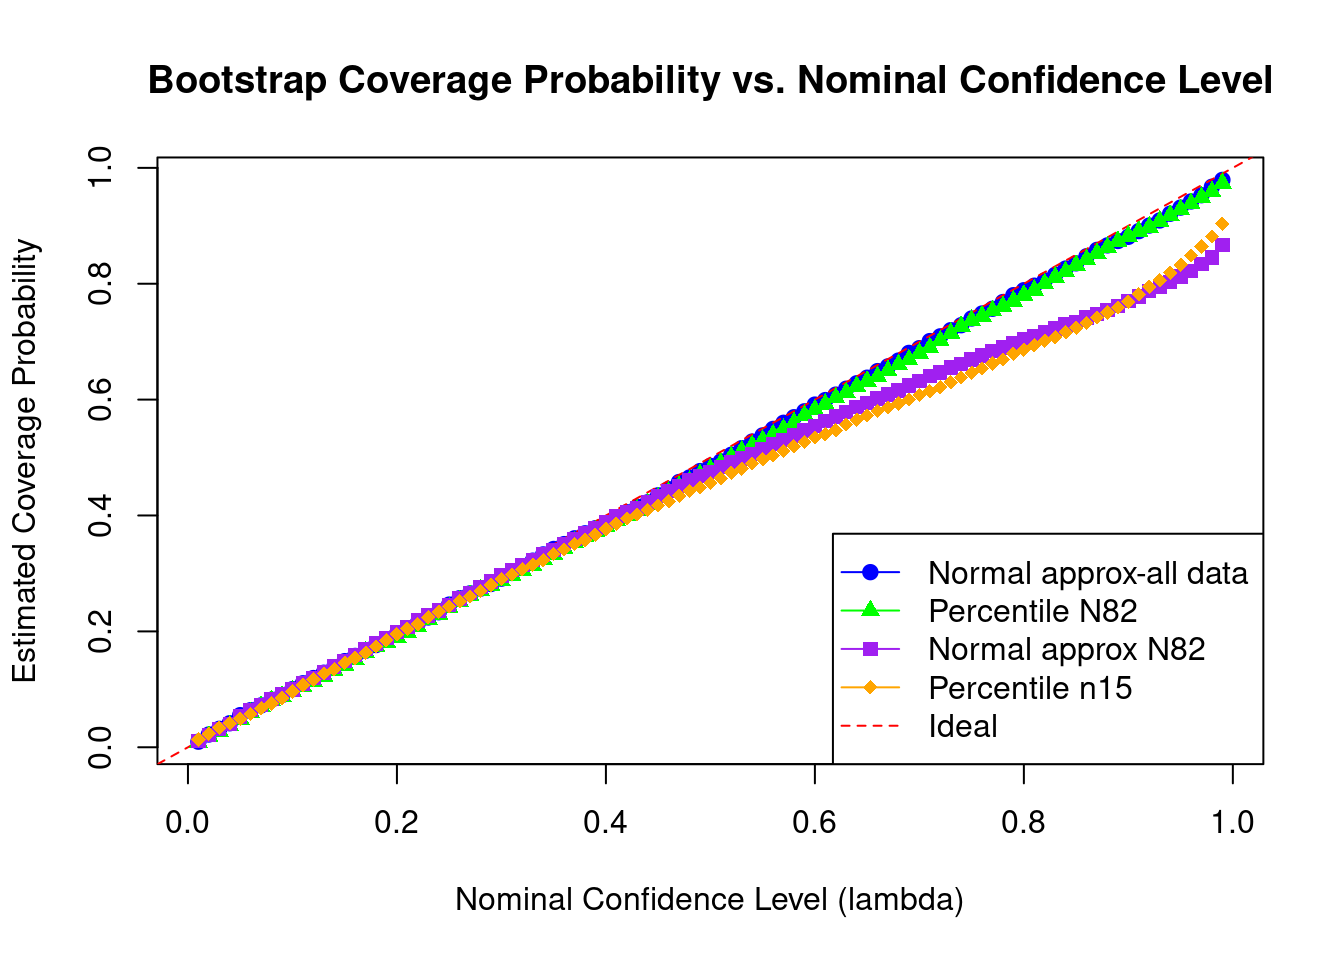 Bootstrap Coverage Probability vs. Nominal Confidence Level
Estimated Coverage Probability
1.0
0.8
0.6
0.4
0.2
0.0
Normal approx-all data
Percentile N82
Normal approx N82
Percentile n15
Ideal
0.0 0.2 0.4 0.6 0.8 1.0
Nominal Confidence Level (lambda)